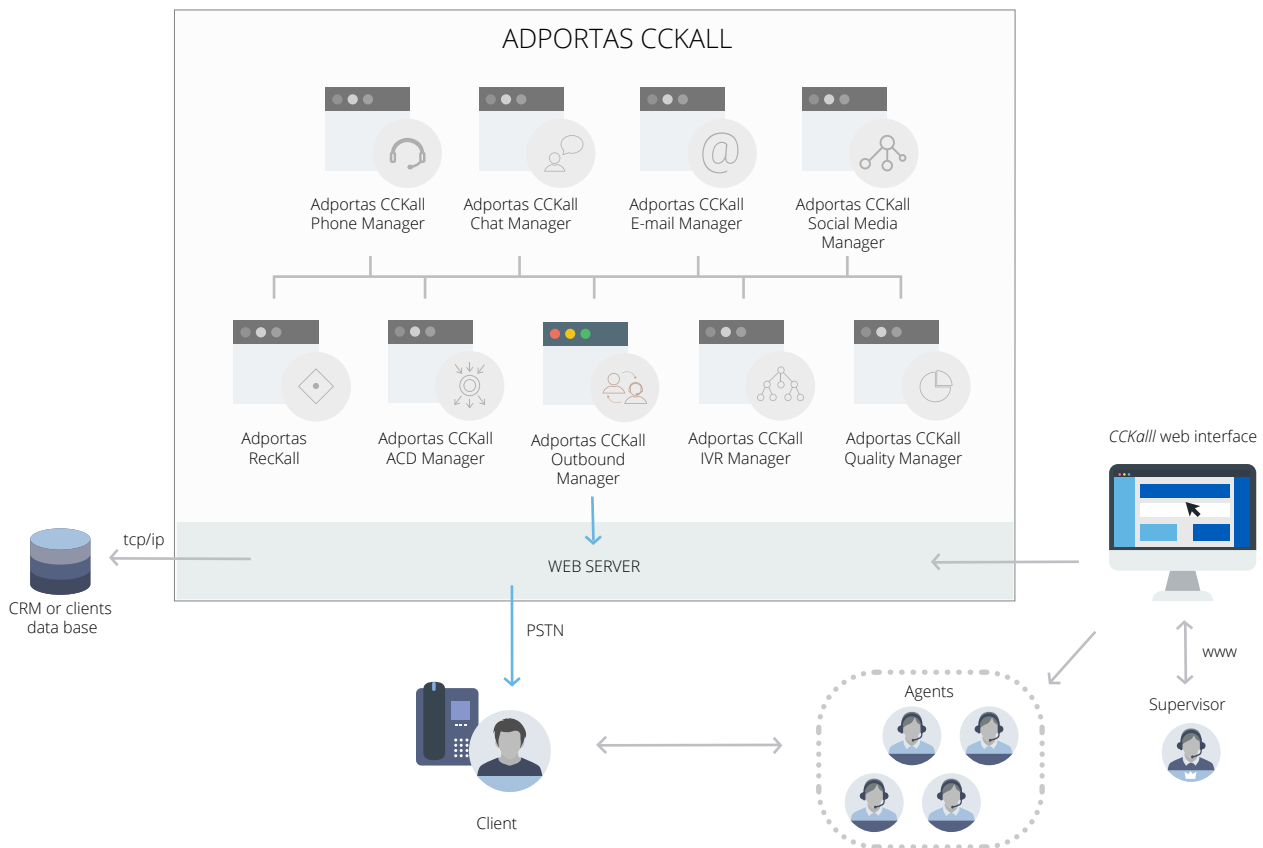 ADPORTAS CCKALL
Adportas CCKall
Phone Manager
Adportas CCKall
Chat Manager
Adportas CCKall
E-mail Manager
Adportas CCKall
Social Media
Manager
@
Adportas
RecKall
Adportas CCKall
ACD Manager
Adportas CCKall
Outbound
Manager
Adportas CCKall
IVR Manager
Adportas CCKall
Quality Manager
CCKalll web interface
tcp/ip
WEB SERVER
CRM or clients
data base
PSTN
www
Agents
Supervisor
Client